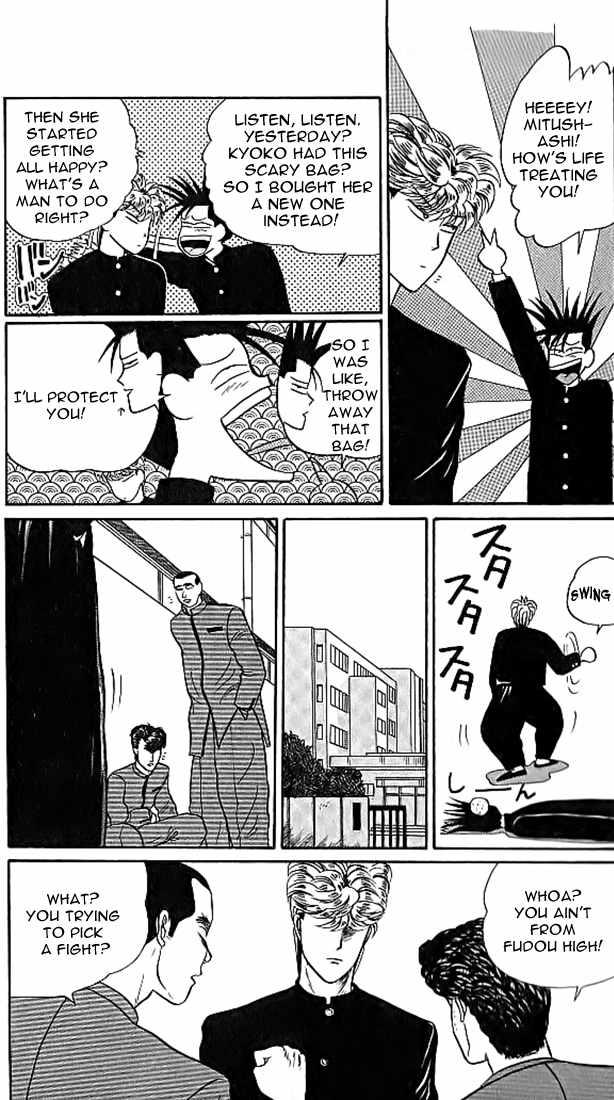 HEEEEY!
MITUSH-
ASHI!
HOW'S LIFE
TREATING
YOU!
LISTEN, LISTEN.
YESTERDAY?
KYOKO HAD THIS
SCARY BAG?
SO I BOUGHT HER
A NEW ONE
INSTEAD!
THEN SHE
STARTED
GETTING
ALL HAPPY?
WHAT'S A
MAN TO DO
RIGHT?
SO I
WAS
LIKE,
THROW
AWAY
THAT
BAG!
I'LL PROTECT
YOU!
SWING
スタ
スタ
スタ
しーん
WHOA?
YOU AIN'T
FROM
FUDOU HIGH!
WHAT?
YOU TRYING
TO PICK
A FIGHT?